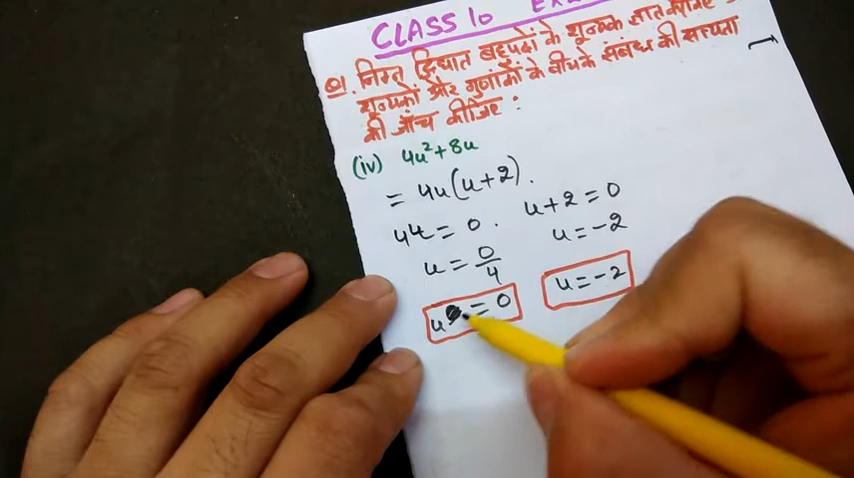 CLASS 10
Q1. निम्न द्विघात बहुपदों के शून्यक ज्ञात कीजिए
शून्यकों और गुणांकों के बीच के संबंध की सत्यता
की जाँच कीजिए :
(iv) 4u²+8u
= 4u(u+2).
4u = 0. u+2 = 0
u = 0/4 u = -2
u = 0 u = -2